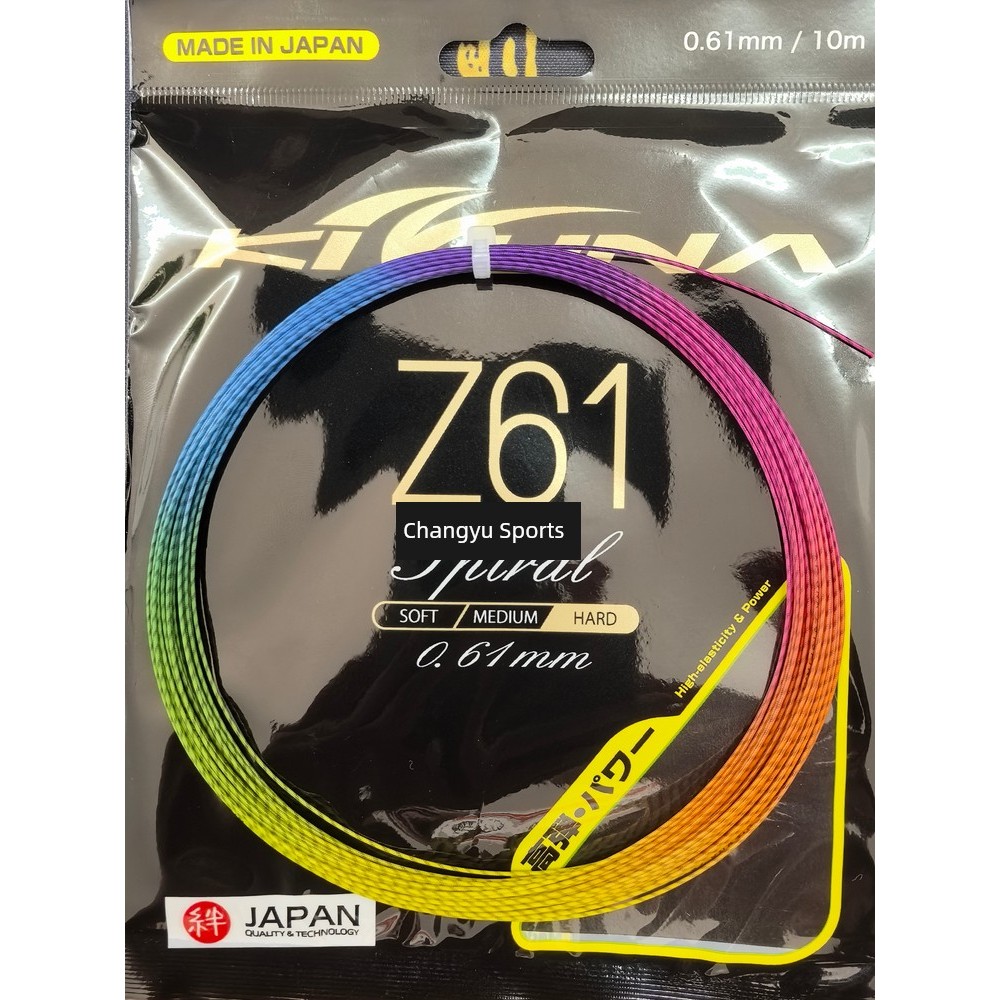 MADE IN JAPAN
0.61mm / 10m
Z61
Changyu Sports
Spiral
SOFT / MEDIUM / HARD
0.61mm
High-elasticity & Power
高弾・パワー
絆
JAPAN
QUALITY & TECHNOLOGY